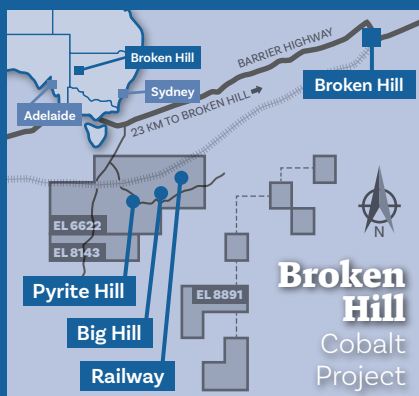 Broken Hill
Sydney
Adelaide
BARRIER HIGHWAY
23 KM TO BROKEN HILL
Broken Hill
EL 6622
EL 8143
EL 8891
N
Pyrite Hill
Big Hill
Railway
Broken
Hill
Cobalt
Project